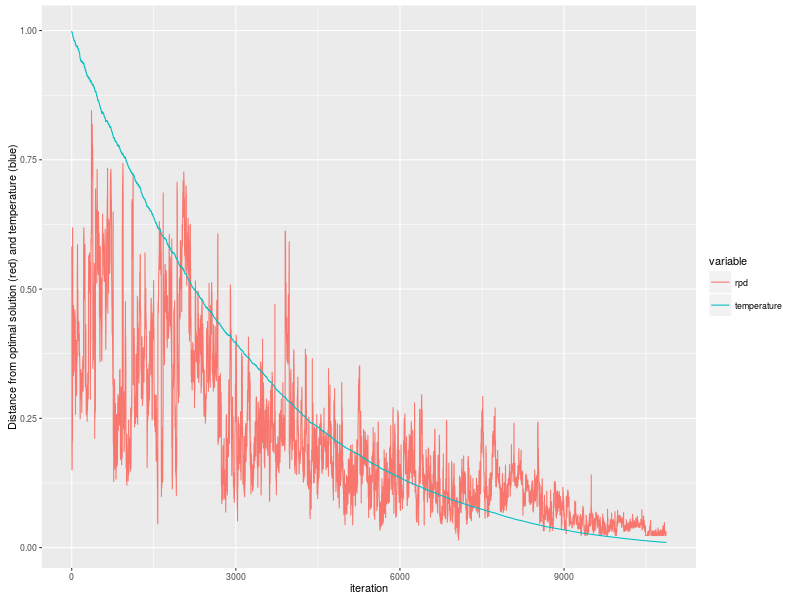 Distance from optimal solution (red) and temperature (blue)
1.00
0.75
0.50
0.25
0.00
0
3000
6000
9000
iteration
variable
rpd
temperature